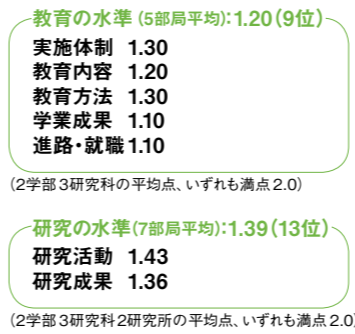 教育の水準(5部局平均):1.20(9位)
実施体制 1.30
教育内容 1.20
教育方法 1.30
学業成果 1.10
進路・就職 1.10
(2学部3研究科の平均点、いずれも満点2.0)
研究の水準(7部局平均):1.39(13位)
研究活動 1.43
研究成果 1.36
(2学部3研究科2研究所の平均点、いずれも満点2.0)